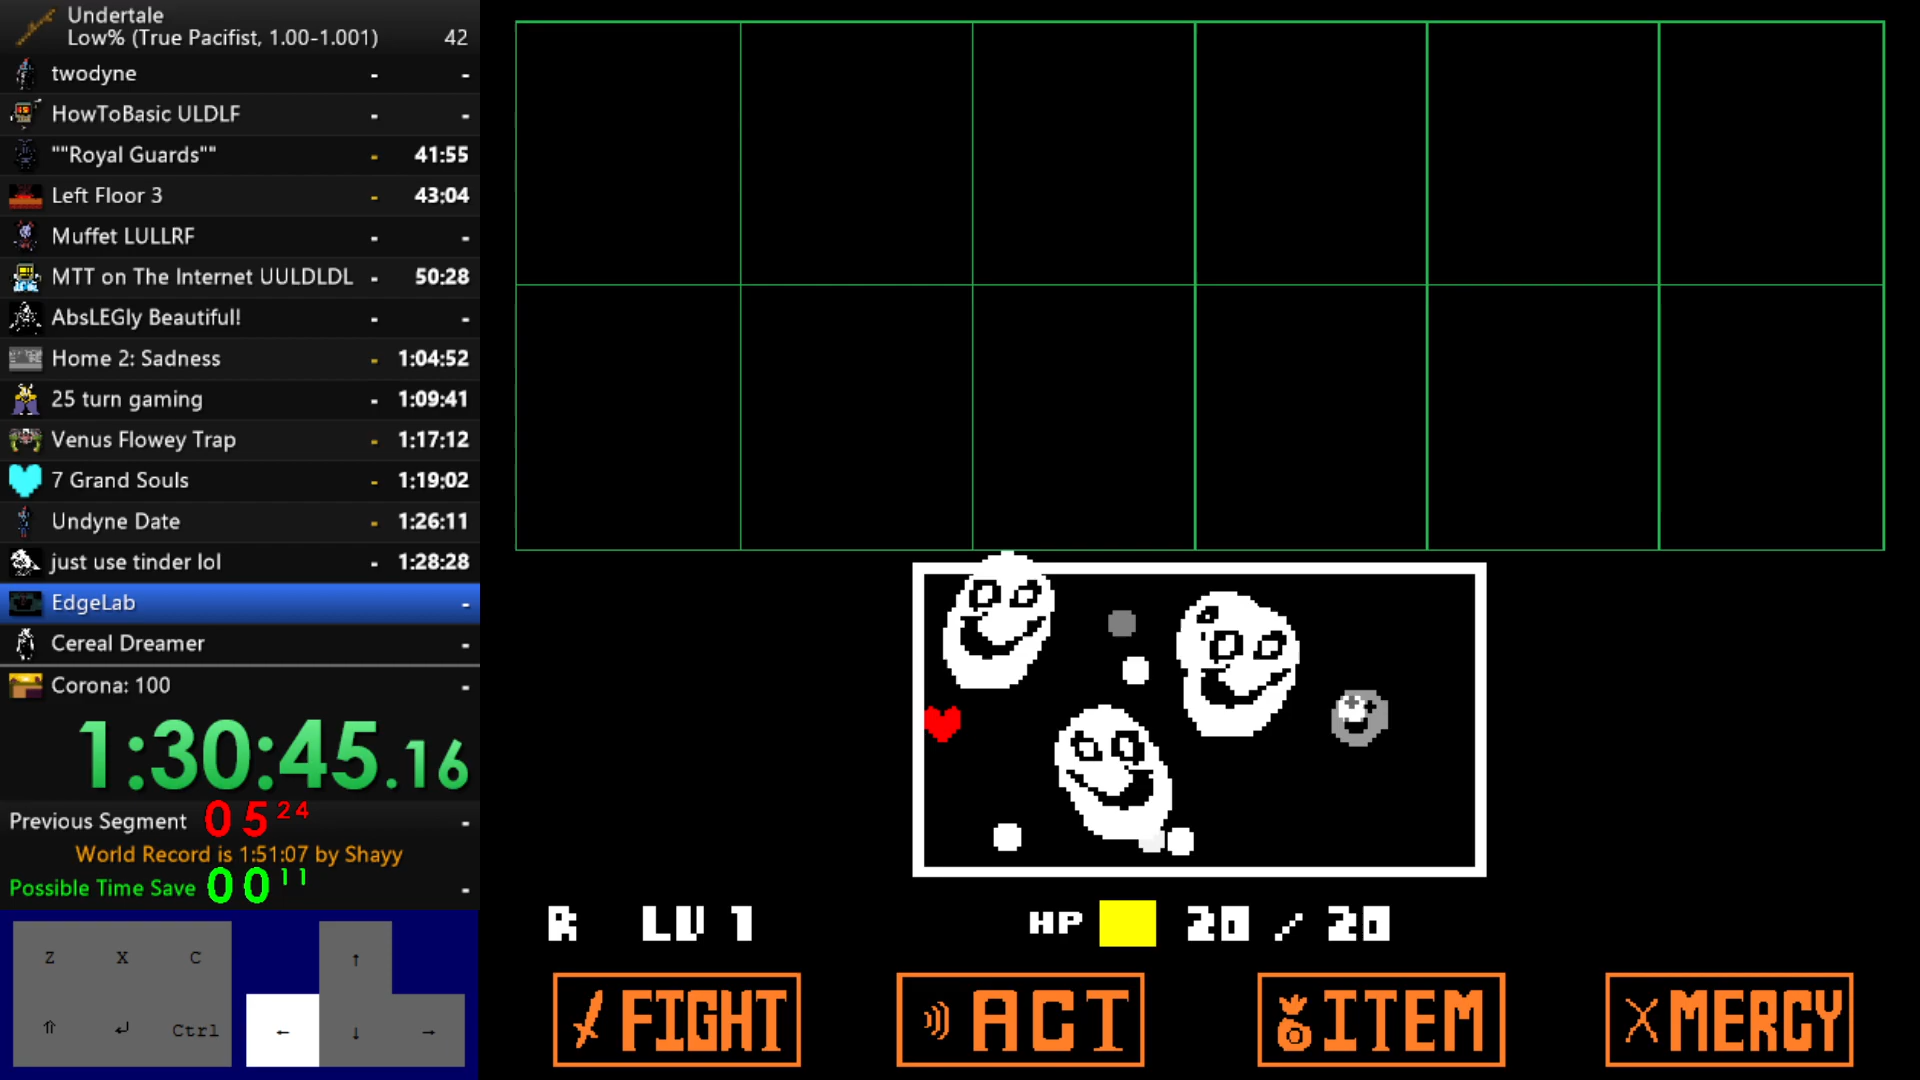 Undertale
Low% (True Pacifist, 1.00-1.001) 42
twodyne - -
HowToBasic ULDLF - -
""Royal Guards"" - 41:55
Left Floor 3 - 43:04
Muffet LULLRF - -
MTT on The Internet UULDLDL - 50:28
AbsLEGly Beautiful! - -
Home 2: Sadness - 1:04:52
25 turn gaming - 1:09:41
Venus Flowey Trap - 1:17:12
7 Grand Souls - 1:19:02
Undyne Date - 1:26:11
just use tinder lol - 1:28:28
EdgeLab -
Cereal Dreamer -
Corona: 100 -
1:30:45.16
Previous Segment 05 24 -
World Record is 1:51:07 by Shayy
Possible Time Save 00 11 -
Z X C ↑
⇑ ↵ Ctrl ← ↓ →
R LV 1 HP 20 / 20
FIGHT ACT ITEM MERCY